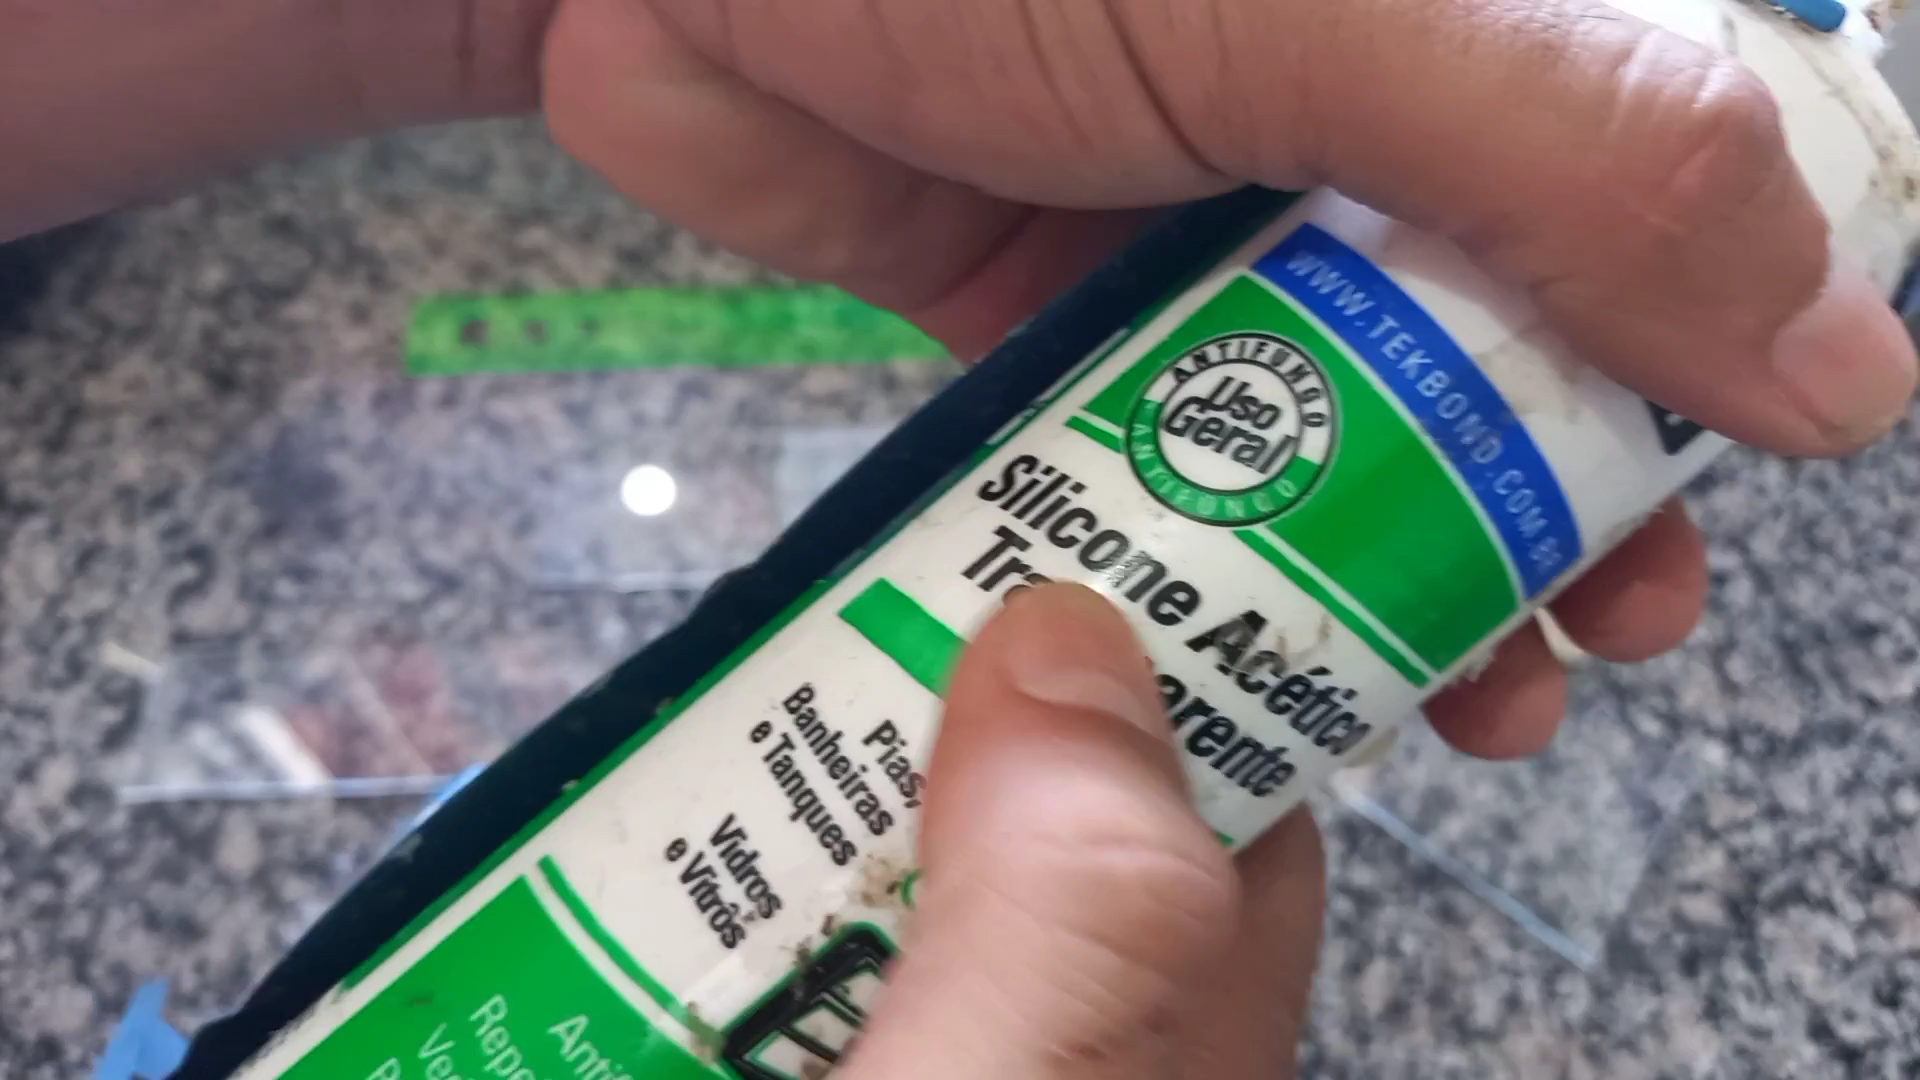 WWW.TEKBOND.COM.BR
ANTIFUNGO
Uso
Geral
ANTIFUNGO
Silicone Acético
Pias,
Banheiras
e Tanques
Vidros
e Vitrôs